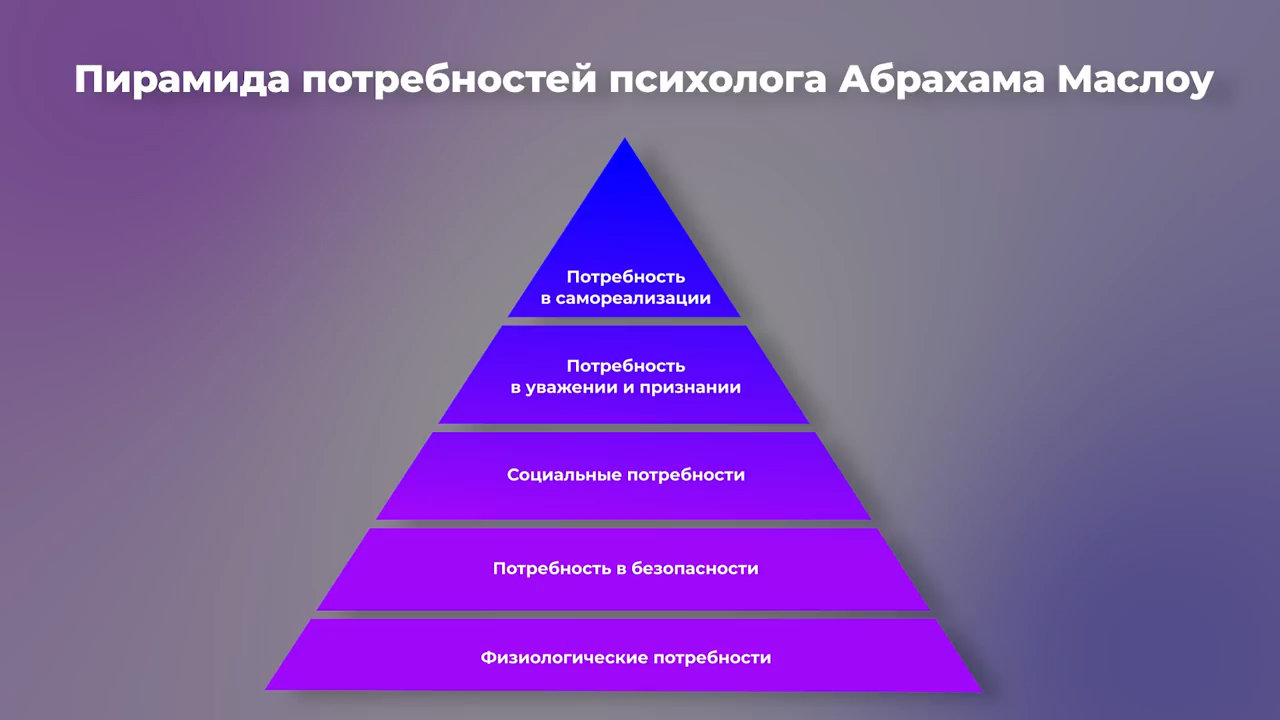 Пирамида потребностей психолога Абрахама Маслоу
Потребность
в самореализации
Потребность
в уважении и признании
Социальные потребности
Потребность в безопасности
Физиологические потребности